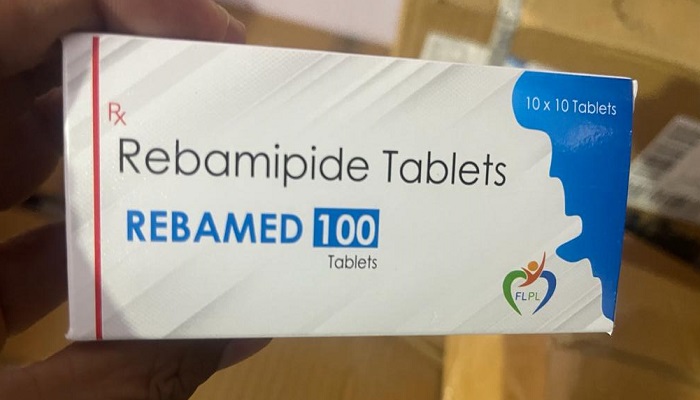 Rx
10 x 10 Tablets
Rebamipide Tablets
REBAMED 100
Tablets
FLPL